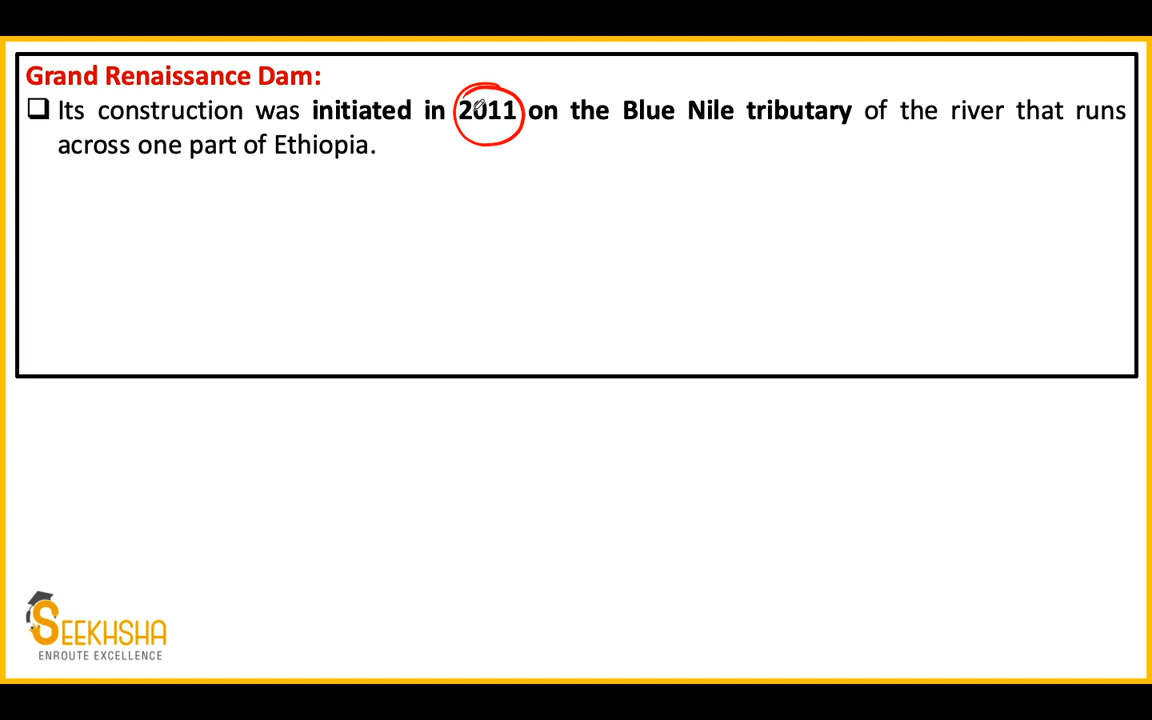 Grand Renaissance Dam:
❑ Its construction was initiated in 2011 on the Blue Nile tributary of the river that runs
across one part of Ethiopia.
SEEKHSHA
ENROUTE EXCELLENCE